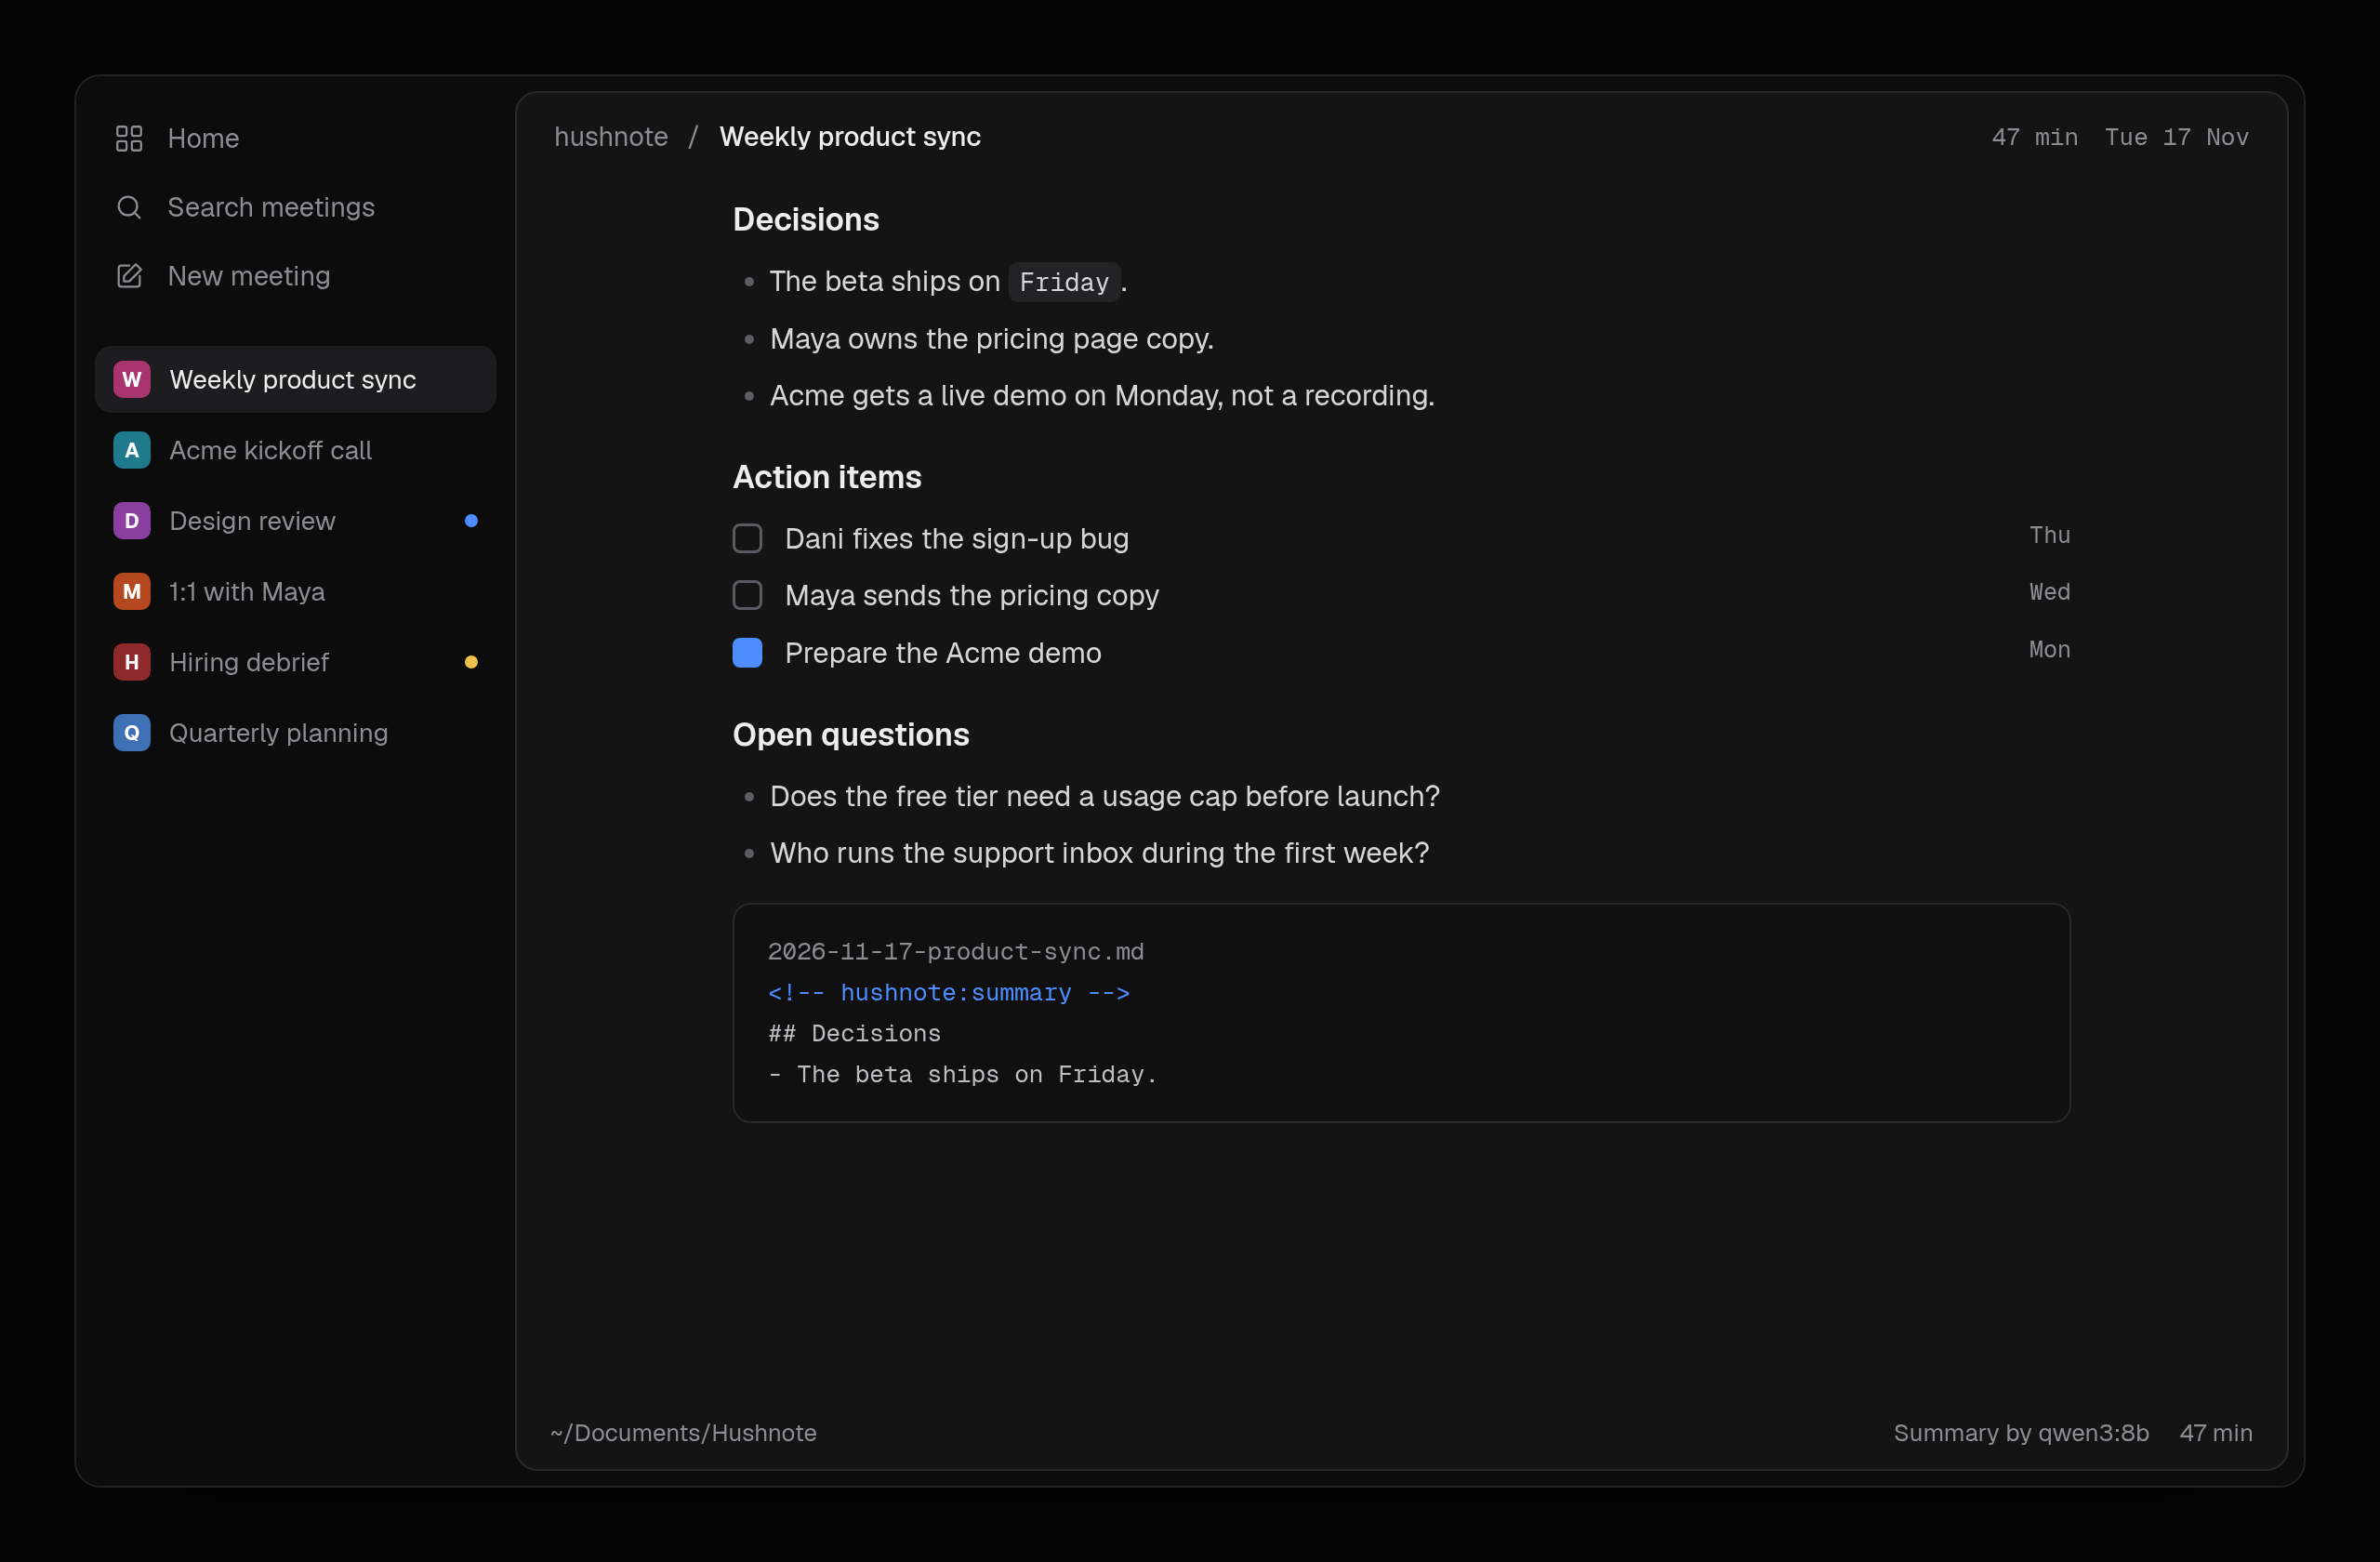 Home
Search meetings
New meeting
W Weekly product sync
A Acme kickoff call
D Design review
M 1:1 with Maya
H Hiring debrief
Q Quarterly planning
hushnote / Weekly product sync
47 min Tue 17 Nov
Decisions
The beta ships on Friday.
Maya owns the pricing page copy.
Acme gets a live demo on Monday, not a recording.
Action items
Dani fixes the sign-up bug Thu
Maya sends the pricing copy Wed
Prepare the Acme demo Mon
Open questions
Does the free tier need a usage cap before launch?
Who runs the support inbox during the first week?
2026-11-17-product-sync.md
<!-- hushnote:summary -->
## Decisions
- The beta ships on Friday.
~/Documents/Hushnote
Summary by qwen3:8b 47 min